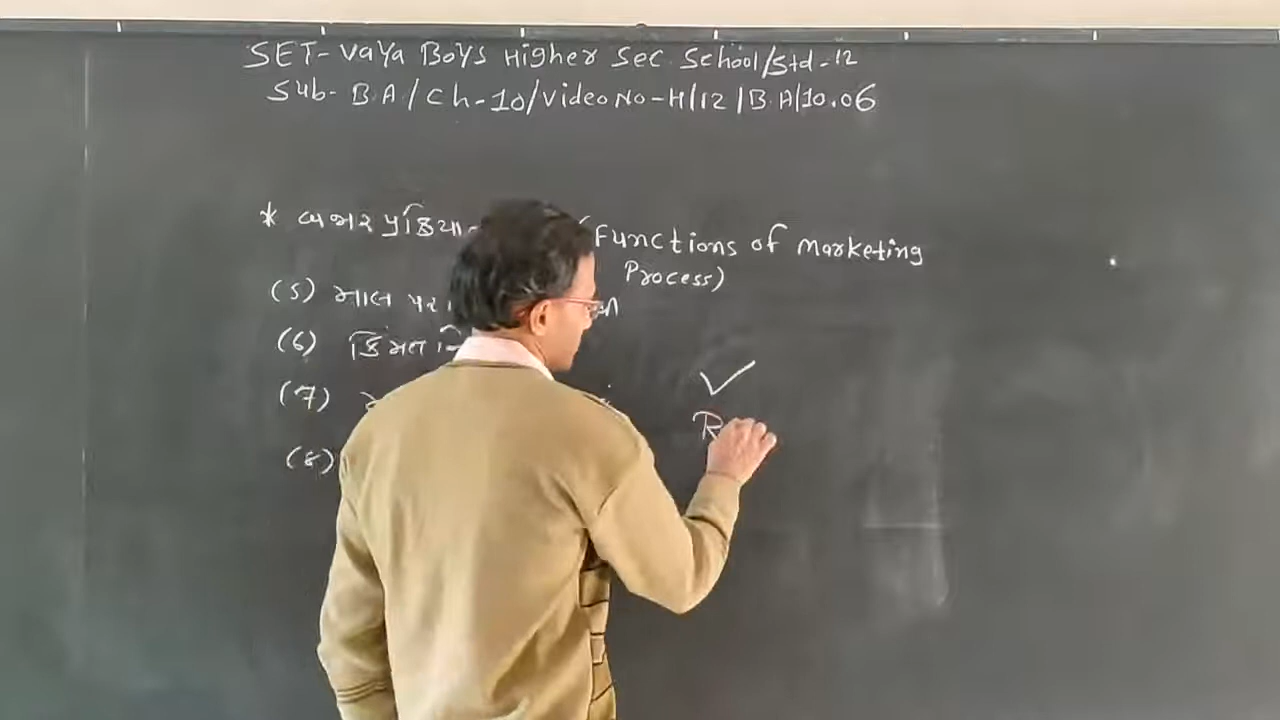 SET-Vaya Boys Higher Sec. School/Std-12
Sub- B.A / Ch-10/Video No-H/12/B.A/10.06
* બજાર પ્રક્રિયા (Functions of Marketing
Process)
(5) માલ પર
(6) કિંમત
(7)
(8)
✓
R